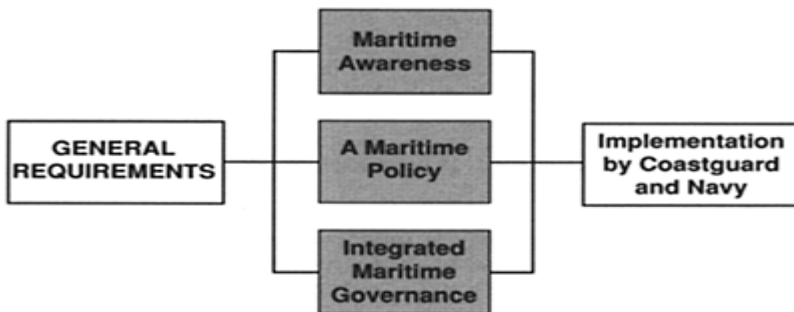 Maritime
Awareness
GENERAL
REQUIREMENTS
A Maritime
Policy
Implementation
by Coastguard
and Navy
Integrated
Maritime
Governance